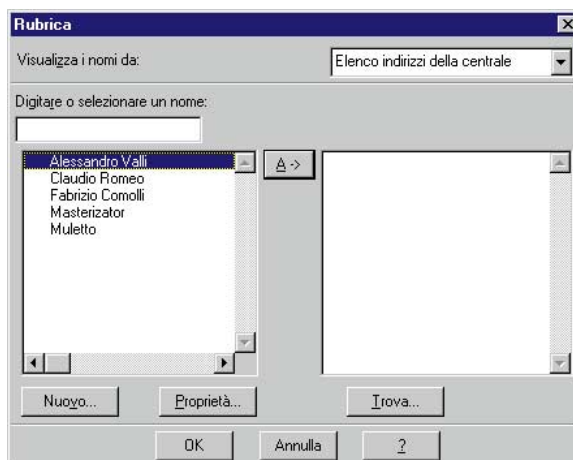 Rubrica
Visualizza i nomi da:
Elenco indirizzi della centrale
Digitare o selezionare un nome:
Alessandro Valli
Claudio Romeo
Fabrizio Comolli
Masterizator
Muletto
A ->
Nuovo...
Proprietà...
Trova...
OK
Annulla
?